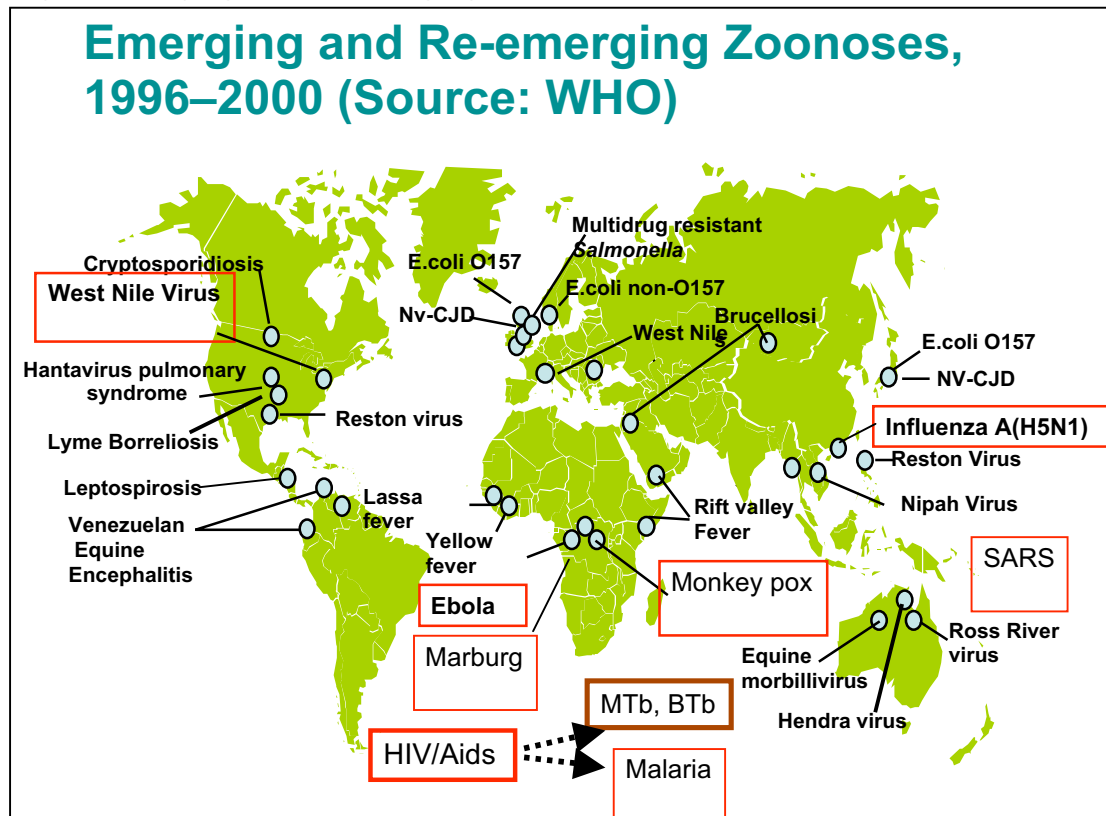 Emerging and Re-emerging Zoonoses,
1996–2000 (Source: WHO)
Multidrug resistant
Salmonella
E.coli O157
Cryptosporidiosis
West Nile Virus
E.coli non-O157
Nv-CJD
Brucellosi
s
West Nile
E.coli O157
NV-CJD
Hantavirus pulmonary
syndrome
Reston virus
Lyme Borreliosis
Influenza A(H5N1)
Reston Virus
Leptospirosis
Nipah Virus
Lassa
fever
Rift valley
Fever
Venezuelan
Equine
Encephalitis
Yellow
fever
SARS
Monkey pox
Ebola
Marburg
Ross River
virus
Equine
morbillivirus
Hendra virus
MTb, BTb
HIV/Aids
Malaria